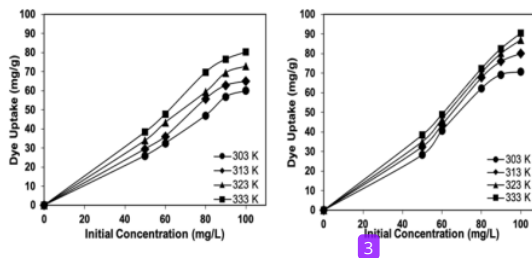 Dye Uptake (mg/g)
100
90
80
70
60
50
40
30
20
10
0
0 20 40 60 80 100
Initial Concentration (mg/L)
303 K
313 K
323 K
333 K
Dye Uptake (mg/g)
100
90
80
70
60
50
40
30
20
10
0
0 20 40 60 80 100
Initial Concentration (mg/L)
303 K
313 K
323 K
333 K
3